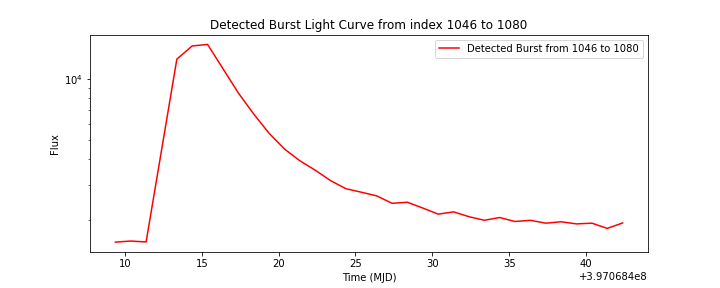 Detected Burst Light Curve from index 1046 to 1080
Detected Burst from 1046 to 1080
10^4
Flux
10 15 20 25 30 35 40
Time (MJD)
+3.970684e8